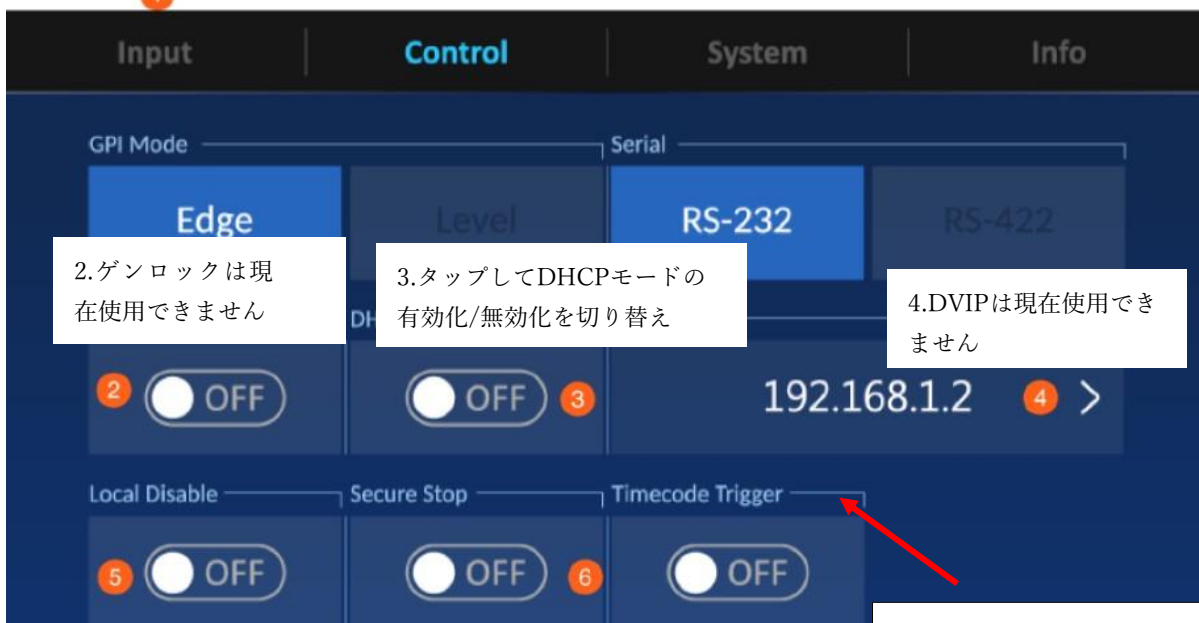 Input Control System Info
GPI Mode Serial
Edge Level RS-232 RS-422
2.ゲンロックは現
在使用できません
3.タップしてDHCPモードの
有効化/無効化を切り替え
4.DVIPは現在使用でき
ません
DH
2 OFF OFF 3 192.168.1.2 4 >
Local Disable Secure Stop Timecode Trigger
5 OFF OFF 6 OFF